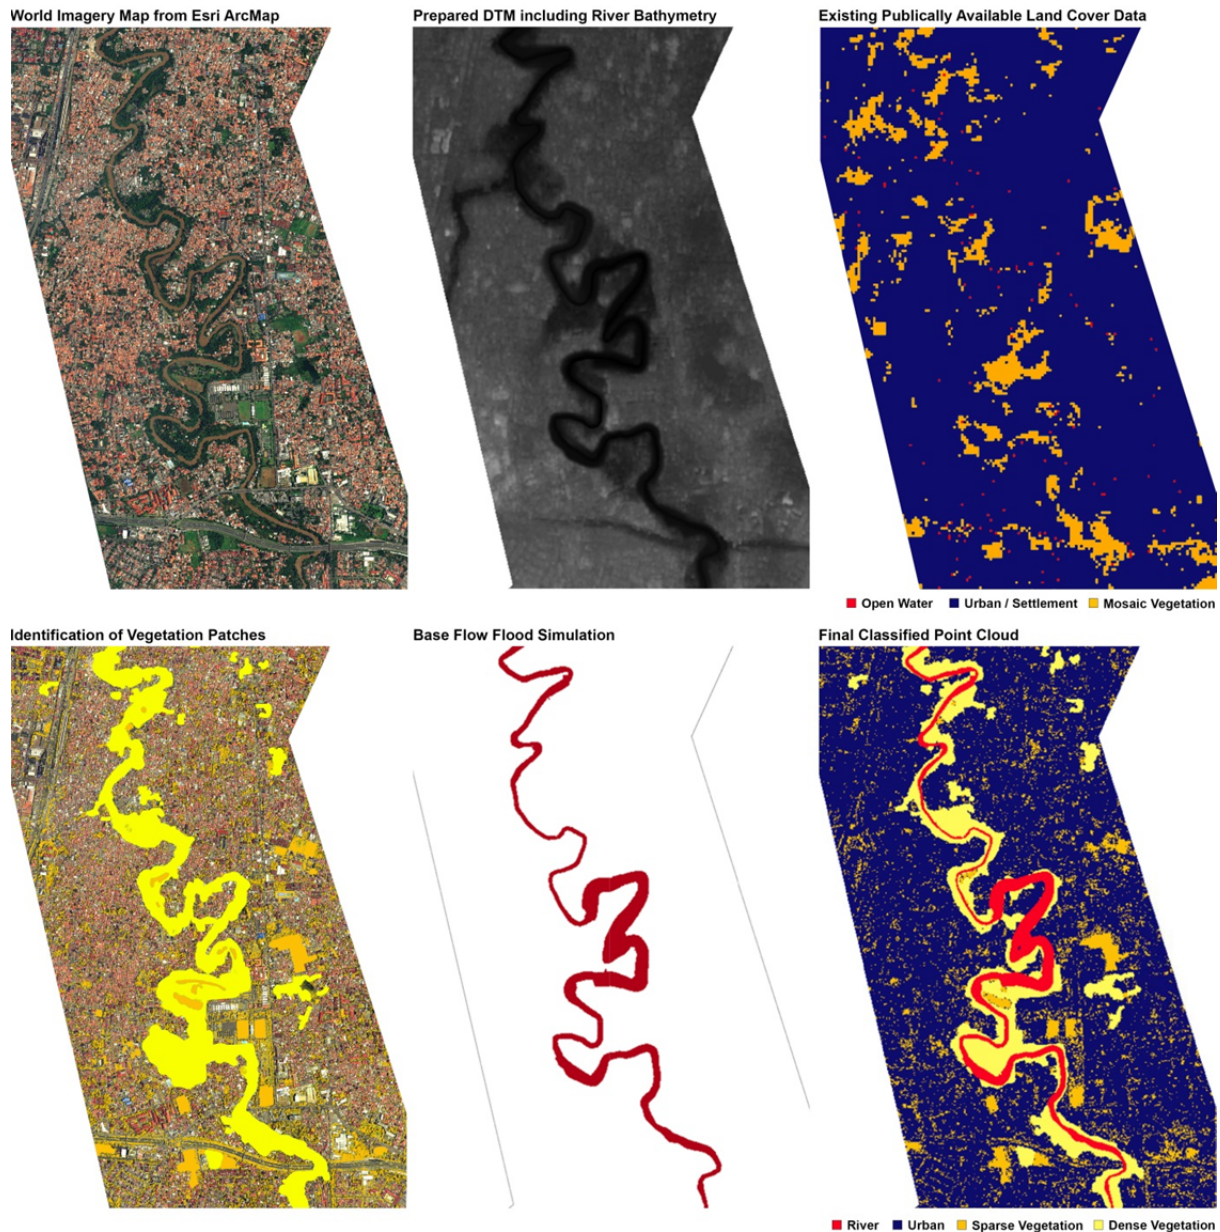 World Imagery Map from Esri ArcMap
Prepared DTM including River Bathymetry
Existing Publically Available Land Cover Data
Open Water Urban / Settlement Mosaic Vegetation
Identification of Vegetation Patches
Base Flow Flood Simulation
Final Classified Point Cloud
River Urban Sparse Vegetation Dense Vegetation